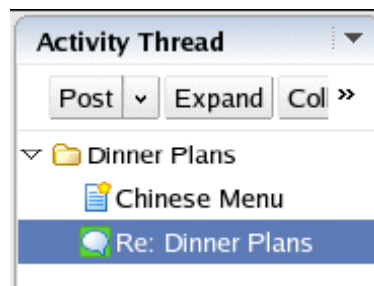 Activity Thread
Post Expand Col »
Dinner Plans
Chinese Menu
Re: Dinner Plans